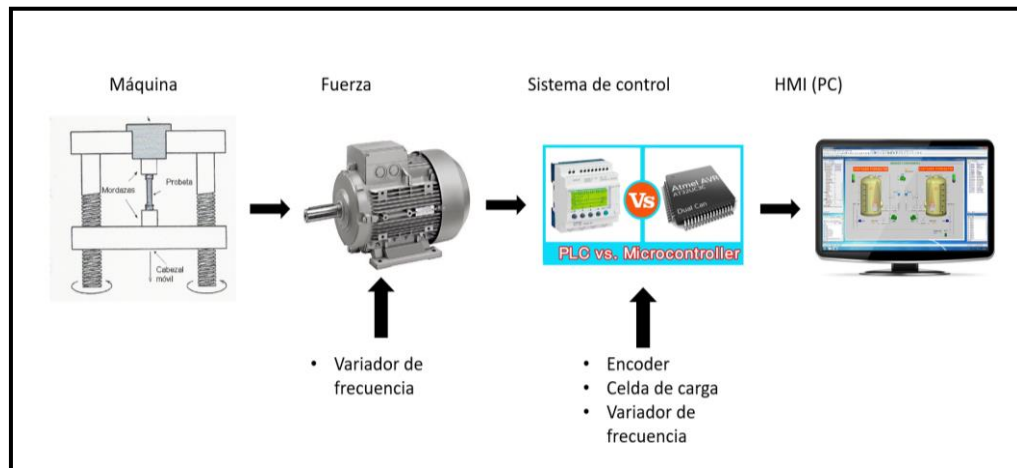 Máquina
Fuerza
Sistema de control
HMI (PC)
Mordazas
Probeta
Cabezal
móvil
Vs
Atmel AVR
Dual Can
PLC vs. Microcontroller
• Variador de
frecuencia
• Encoder
• Celda de carga
• Variador de
frecuencia